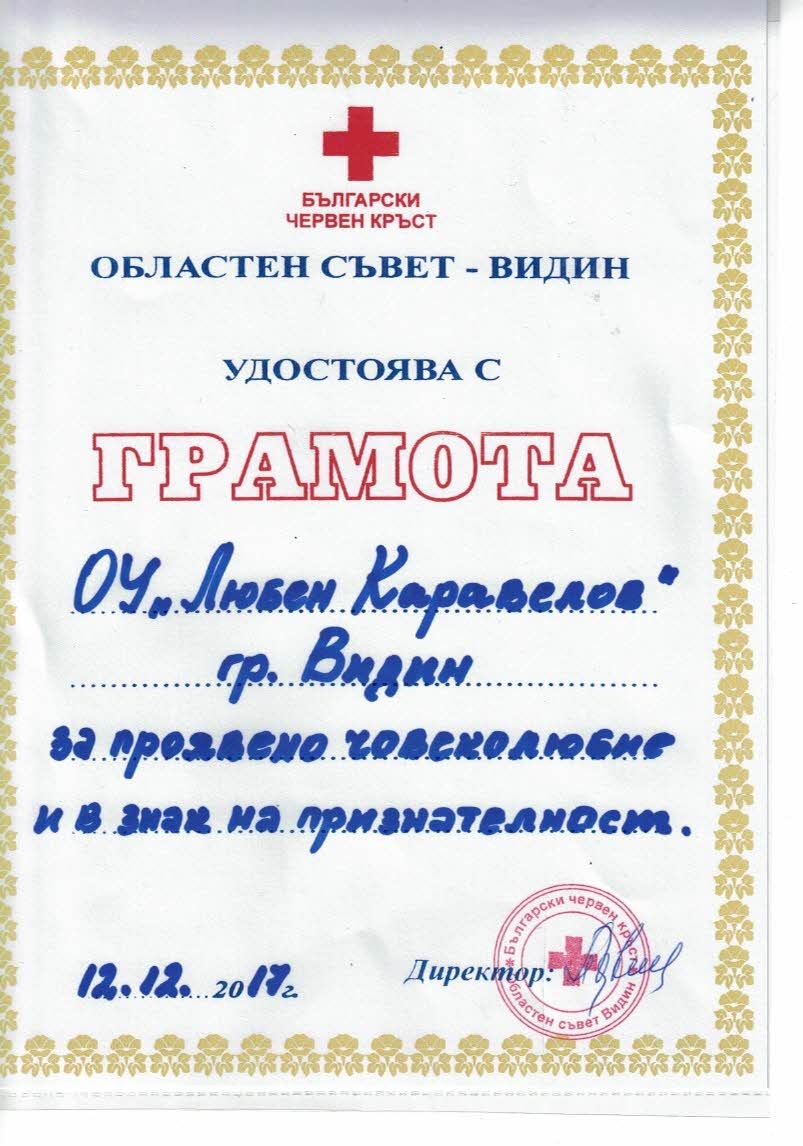 БЪЛГАРСКИ
ЧЕРВЕН КРЪСТ
ОБЛАСТЕН СЪВЕТ - ВИДИН
УДОСТОЯВА С
ГРАМОТА
ОУ „Любен Каравелов“
гр. Видин
за проявено човеколюбие
и в знак на признателност.
12.12. 2017г.
Директор:
Български червен кръст
Областен съвет Видин